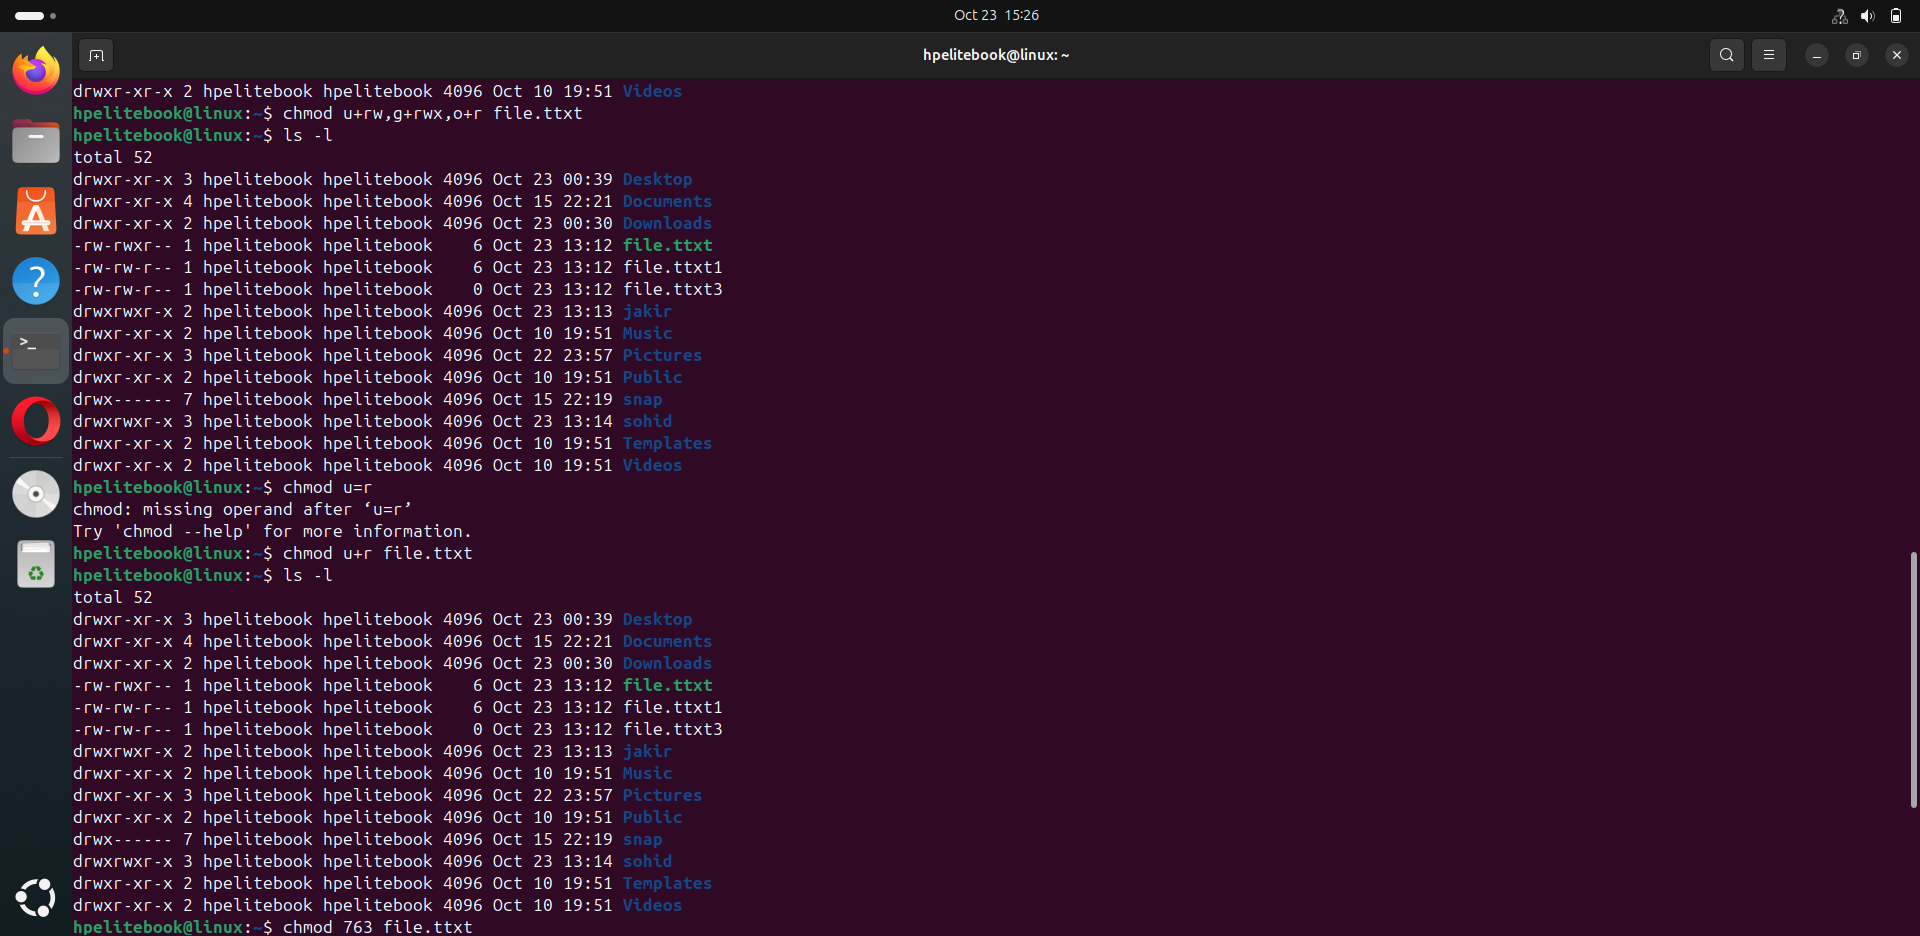 Oct 23 15:26
hpelitebook@linux: ~
drwxr-xr-x 2 hpelitebook hpelitebook 4096 Oct 10 19:51 Videos
hpelitebook@linux:~$ chmod u+rw,g+rwx,o+r file.ttxt
hpelitebook@linux:~$ ls -l
total 52
drwxr-xr-x 3 hpelitebook hpelitebook 4096 Oct 23 00:39 Desktop
drwxr-xr-x 4 hpelitebook hpelitebook 4096 Oct 15 22:21 Documents
drwxr-xr-x 2 hpelitebook hpelitebook 4096 Oct 23 00:30 Downloads
-rw-rwxr-- 1 hpelitebook hpelitebook    6 Oct 23 13:12 file.ttxt
-rw-rw-r-- 1 hpelitebook hpelitebook    6 Oct 23 13:12 file.ttxt1
-rw-rw-r-- 1 hpelitebook hpelitebook    0 Oct 23 13:12 file.ttxt3
drwxrwxr-x 2 hpelitebook hpelitebook 4096 Oct 23 13:13 jakir
drwxr-xr-x 2 hpelitebook hpelitebook 4096 Oct 10 19:51 Music
drwxr-xr-x 3 hpelitebook hpelitebook 4096 Oct 22 23:57 Pictures
drwxr-xr-x 2 hpelitebook hpelitebook 4096 Oct 10 19:51 Public
drwx------ 7 hpelitebook hpelitebook 4096 Oct 15 22:19 snap
drwxrwxr-x 3 hpelitebook hpelitebook 4096 Oct 23 13:14 sohid
drwxr-xr-x 2 hpelitebook hpelitebook 4096 Oct 10 19:51 Templates
drwxr-xr-x 2 hpelitebook hpelitebook 4096 Oct 10 19:51 Videos
hpelitebook@linux:~$ chmod u=r
chmod: missing operand after ‘u=r’
Try 'chmod --help' for more information.
hpelitebook@linux:~$ chmod u+r file.ttxt
hpelitebook@linux:~$ ls -l
total 52
drwxr-xr-x 3 hpelitebook hpelitebook 4096 Oct 23 00:39 Desktop
drwxr-xr-x 4 hpelitebook hpelitebook 4096 Oct 15 22:21 Documents
drwxr-xr-x 2 hpelitebook hpelitebook 4096 Oct 23 00:30 Downloads
-rw-rwxr-- 1 hpelitebook hpelitebook    6 Oct 23 13:12 file.ttxt
-rw-rw-r-- 1 hpelitebook hpelitebook    6 Oct 23 13:12 file.ttxt1
-rw-rw-r-- 1 hpelitebook hpelitebook    0 Oct 23 13:12 file.ttxt3
drwxrwxr-x 2 hpelitebook hpelitebook 4096 Oct 23 13:13 jakir
drwxr-xr-x 2 hpelitebook hpelitebook 4096 Oct 10 19:51 Music
drwxr-xr-x 3 hpelitebook hpelitebook 4096 Oct 22 23:57 Pictures
drwxr-xr-x 2 hpelitebook hpelitebook 4096 Oct 10 19:51 Public
drwx------ 7 hpelitebook hpelitebook 4096 Oct 15 22:19 snap
drwxrwxr-x 3 hpelitebook hpelitebook 4096 Oct 23 13:14 sohid
drwxr-xr-x 2 hpelitebook hpelitebook 4096 Oct 10 19:51 Templates
drwxr-xr-x 2 hpelitebook hpelitebook 4096 Oct 10 19:51 Videos
hpelitebook@linux:~$ chmod 763 file.ttxt